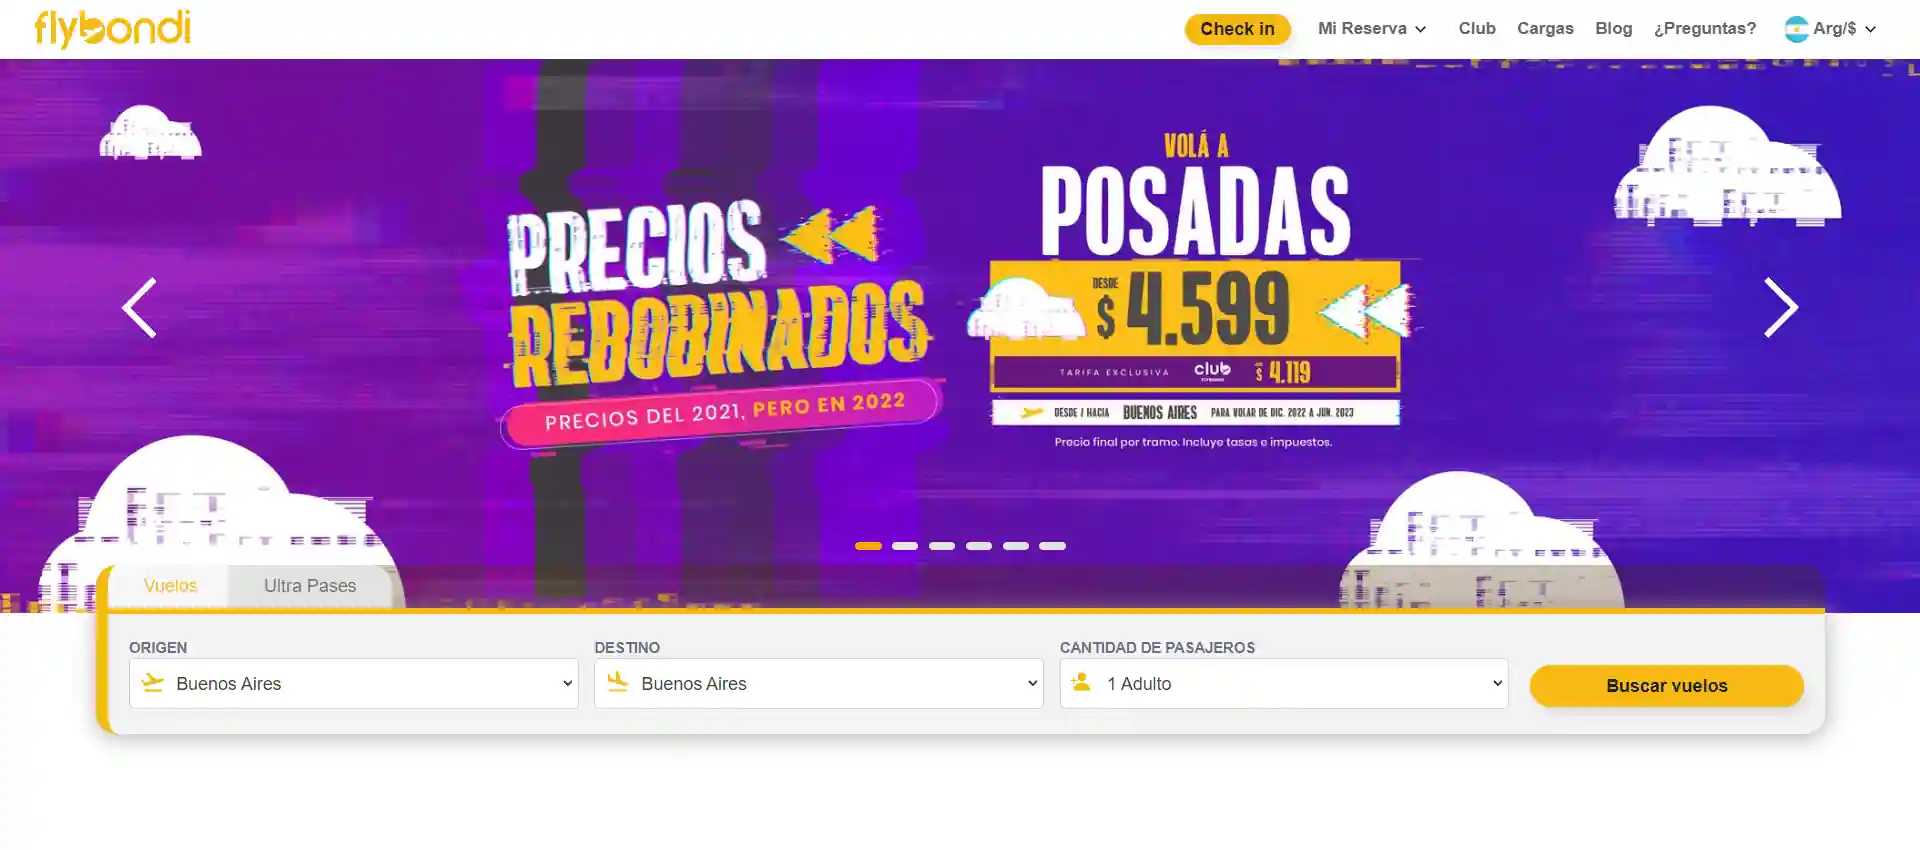 flybondi
Check in
Mi Reserva
Club
Cargas
Blog
¿Preguntas?
Arg/$
PRECIOS
REBOBINADOS
PRECIOS DEL 2021, PERO EN 2022
VOLÁ A
POSADAS
DESDE
$ 4.599
TARIFA EXCLUSIVA club $ 4.119
DESDE / HACIA BUENOS AIRES PARA VOLAR DE DIC. 2022 A JUN. 2023
Precio final por tramo. Incluye tasas e impuestos.
Vuelos
Ultra Pases
ORIGEN
Buenos Aires
DESTINO
Buenos Aires
CANTIDAD DE PASAJEROS
1 Adulto
Buscar vuelos